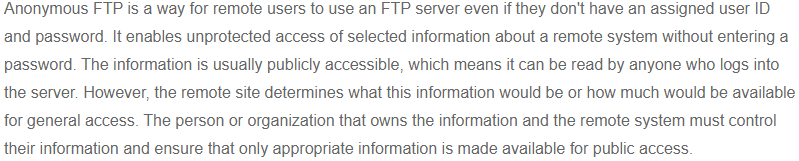 Anonymous FTP is a way for remote users to use an FTP server even if they don't have an assigned user ID
and password. It enables unprotected access of selected information about a remote system without entering a
password. The information is usually publicly accessible, which means it can be read by anyone who logs into
the server. However, the remote site determines what this information would be or how much would be available
for general access. The person or organization that owns the information and the remote system must control
their information and ensure that only appropriate information is made available for public access.